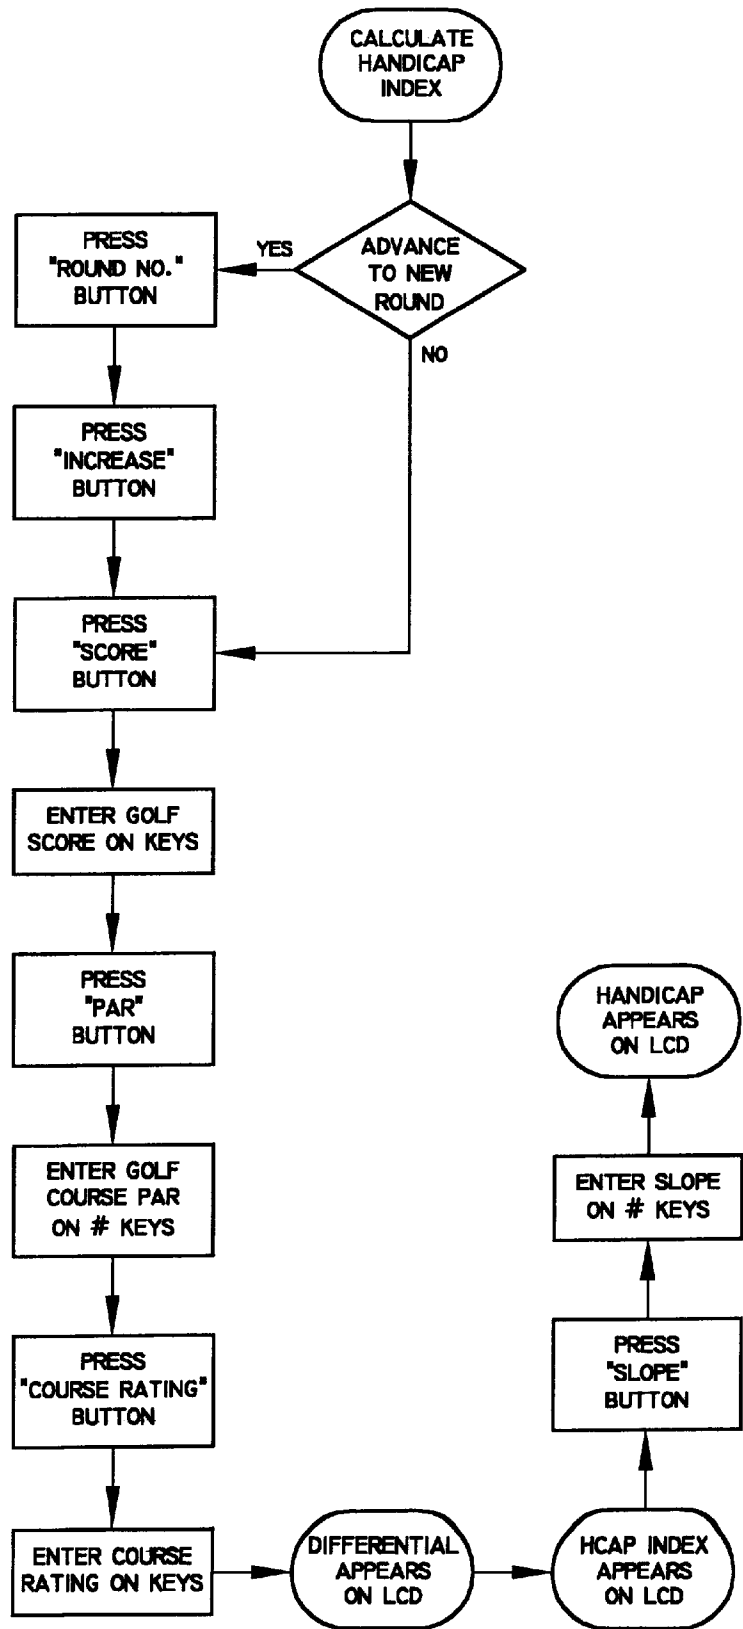 CALCULATE
HANDICAP
INDEX
ADVANCE
TO NEW
ROUND
YES
NO
PRESS
"ROUND NO."
BUTTON
PRESS
"INCREASE"
BUTTON
PRESS
"SCORE"
BUTTON
ENTER GOLF
SCORE ON KEYS
PRESS
"PAR"
BUTTON
ENTER GOLF
COURSE PAR
ON # KEYS
PRESS
"COURSE RATING"
BUTTON
ENTER COURSE
RATING ON KEYS
DIFFERENTIAL
APPEARS
ON LCD
HCAP INDEX
APPEARS
ON LCD
PRESS
"SLOPE"
BUTTON
ENTER SLOPE
ON # KEYS
HANDICAP
APPEARS
ON LCD